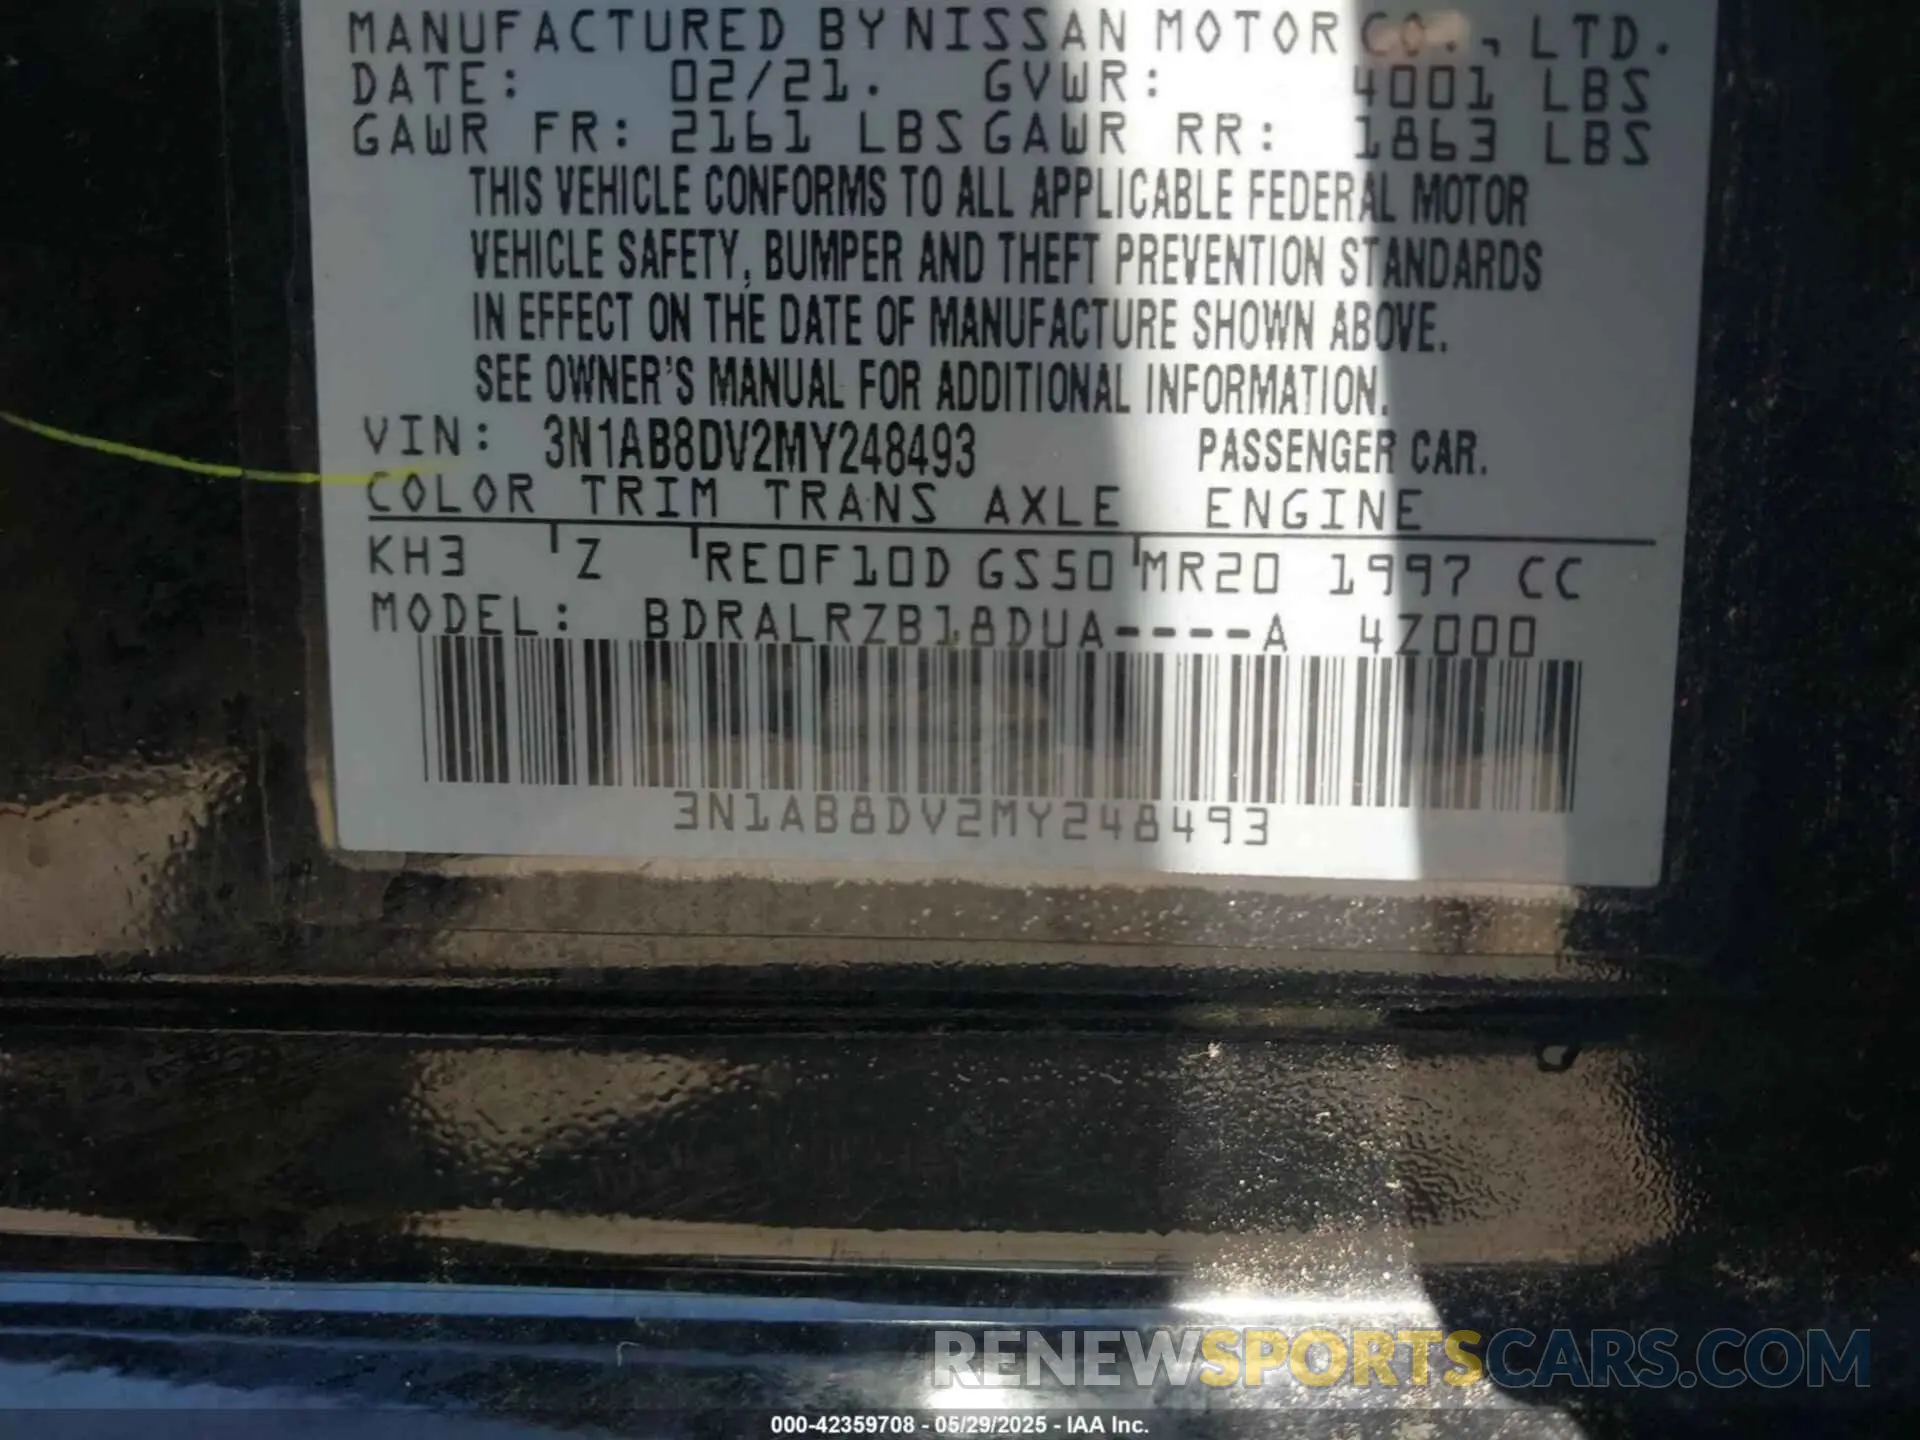 MANUFACTURED BY NISSAN MOTOR CO., LTD.
DATE: 02/21. GVWR: 4001 LBS
GAWR FR: 2161 LBS GAWR RR: 1863 LBS
THIS VEHICLE CONFORMS TO ALL APPLICABLE FEDERAL MOTOR
VEHICLE SAFETY, BUMPER AND THEFT PREVENTION STANDARDS
IN EFFECT ON THE DATE OF MANUFACTURE SHOWN ABOVE.
SEE OWNER'S MANUAL FOR ADDITIONAL INFORMATION.
VIN: 3N1AB8DV2MY248493 PASSENGER CAR.
COLOR TRIM TRANS AXLE ENGINE
KH3 Z RE0F10D GS50 MR20 1997 CC
MODEL: BDRALRZB18DUA----A 4Z000
3N1AB8DV2MY248493
RENEWSPORTSCARS.COM
000-42359708 - 05/29/2025 - IAA Inc.